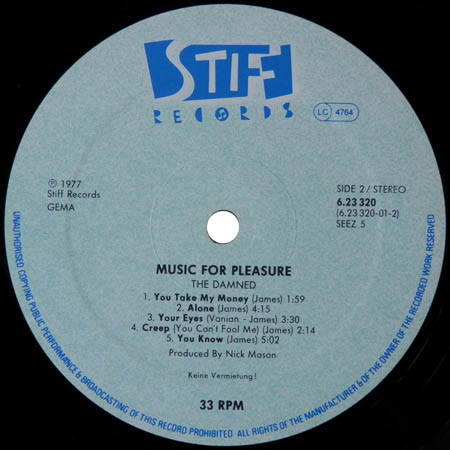 STIFF
RECORDS
LC 4764
℗ 1977
Stiff Records
GEMA
SIDE 2 / STEREO
6.23 320
(6.23 320-01-2)
SEEZ 5
MUSIC FOR PLEASURE
THE DAMNED
1. You Take My Money (James) 1:59
2. Alone (James) 4:15
3. Your Eyes (Vanian - James) 3:30
4. Creep (You Can't Fool Me) (James) 2:14
5. You Know (James) 5:02
Produced By Nick Mason
Keine Vermietung!
33 RPM
UNAUTHORISED COPYING PUBLIC PERFORMANCE & BROADCASTING OF THIS RECORD PROHIBITED ALL RIGHTS OF THE MANUFACTURER & OF THE OWNER OF THE RECORDED WORK RESERVED